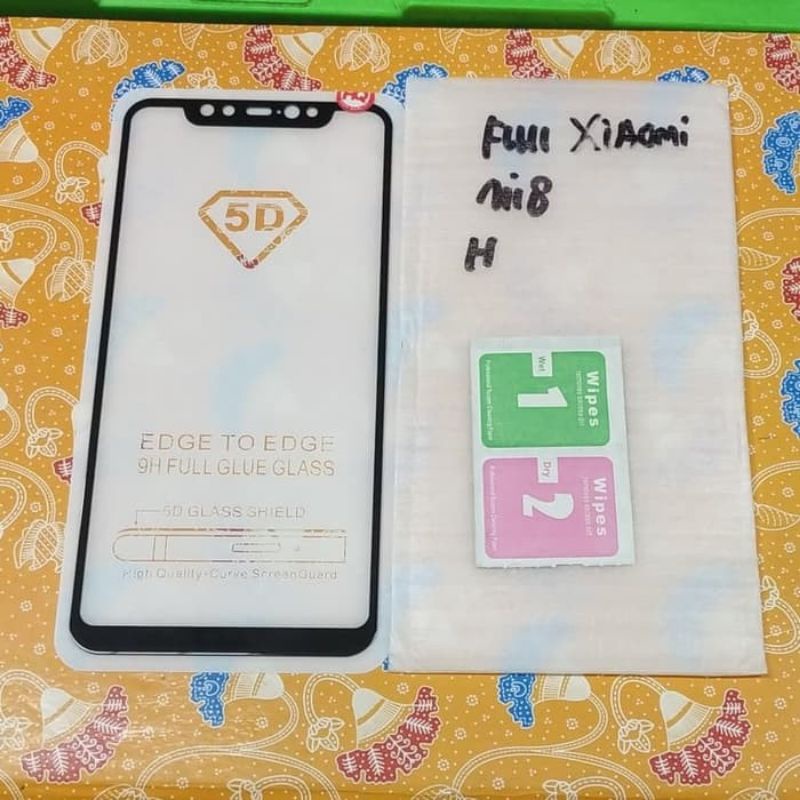 5D
EDGE TO EDGE
9H FULL GLUE GLASS
5D GLASS SHIELD
High Quality-Curve ScreenGuard
Full XiAomi
Mi8
H
Wet
1
Wipes
Dry
2
Wipes